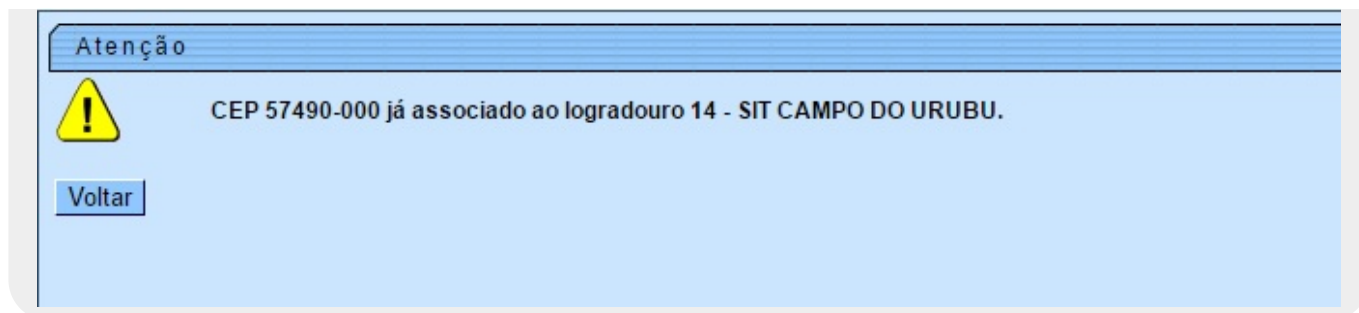 Atenção
CEP 57490-000 já associado ao logradouro 14 - SIT CAMPO DO URUBU.
Voltar